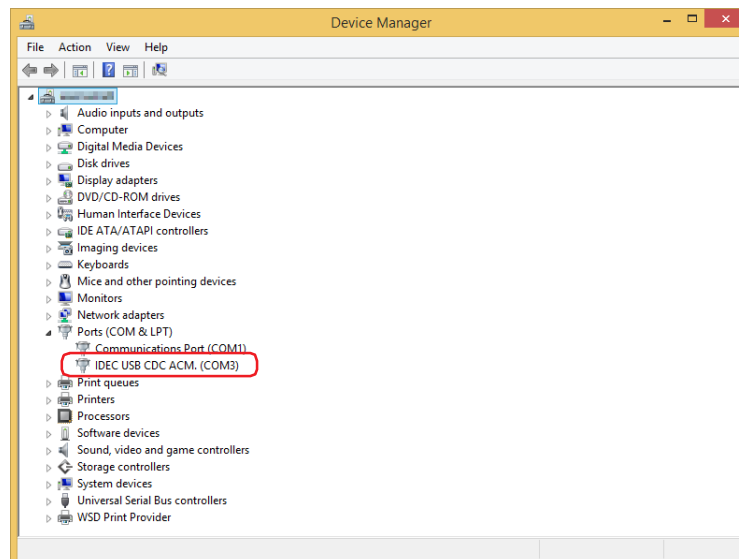 Device Manager
File Action View Help
Audio inputs and outputs
Computer
Digital Media Devices
Disk drives
Display adapters
DVD/CD-ROM drives
Human Interface Devices
IDE ATA/ATAPI controllers
Imaging devices
Keyboards
Mice and other pointing devices
Monitors
Network adapters
Ports (COM & LPT)
Communications Port (COM1)
IDEC USB CDC ACM. (COM3)
Print queues
Printers
Processors
Software devices
Sound, video and game controllers
Storage controllers
System devices
Universal Serial Bus controllers
WSD Print Provider